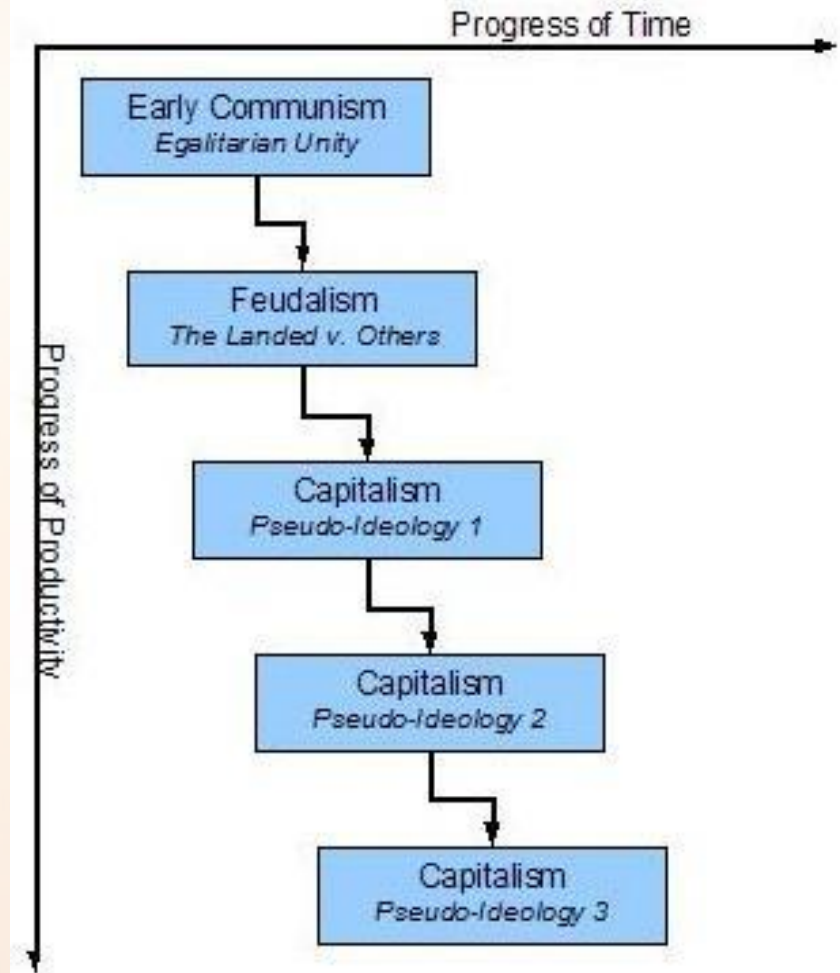 Progress of Time
Early Communism
Egalitarian Unity
Feudalism
The Landed v. Others
Progress of Productivity
Capitalism
Pseudo-Ideology 1
Capitalism
Pseudo-Ideology 2
Capitalism
Pseudo-Ideology 3